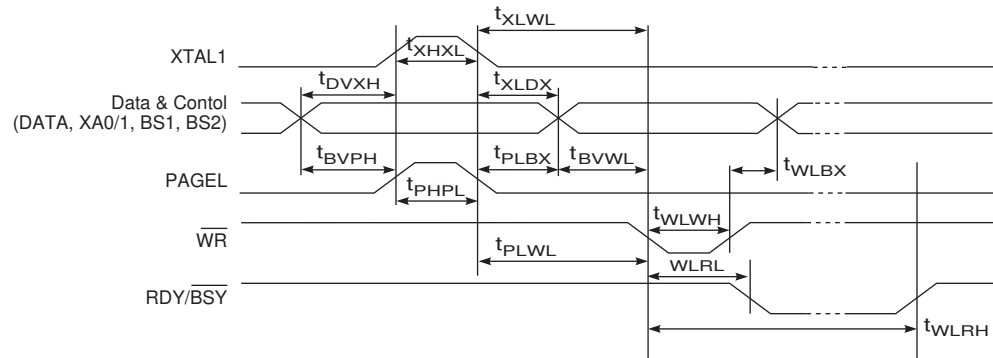 tXLWL
XTAL1
tXHXL
tDVXH
tXLDX
Data & Contol
(DATA, XA0/1, BS1, BS2)
tBVPH
tPLBX
tBVWL
tWLBX
PAGEL
tPHPL
tWLWH
WR
tPLWL
WLRL
RDY/BSY
tWLRH